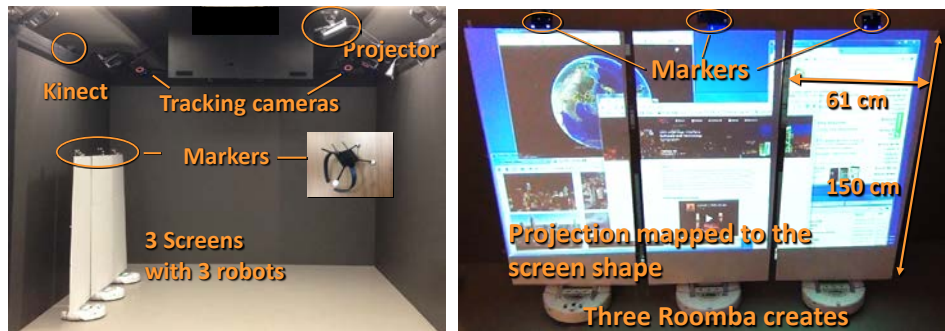 Projector
Kinect
Tracking cameras
Markers
3 Screens
with 3 robots
Markers
61 cm
150 cm
Projection mapped to the
screen shape
Three Roomba creates